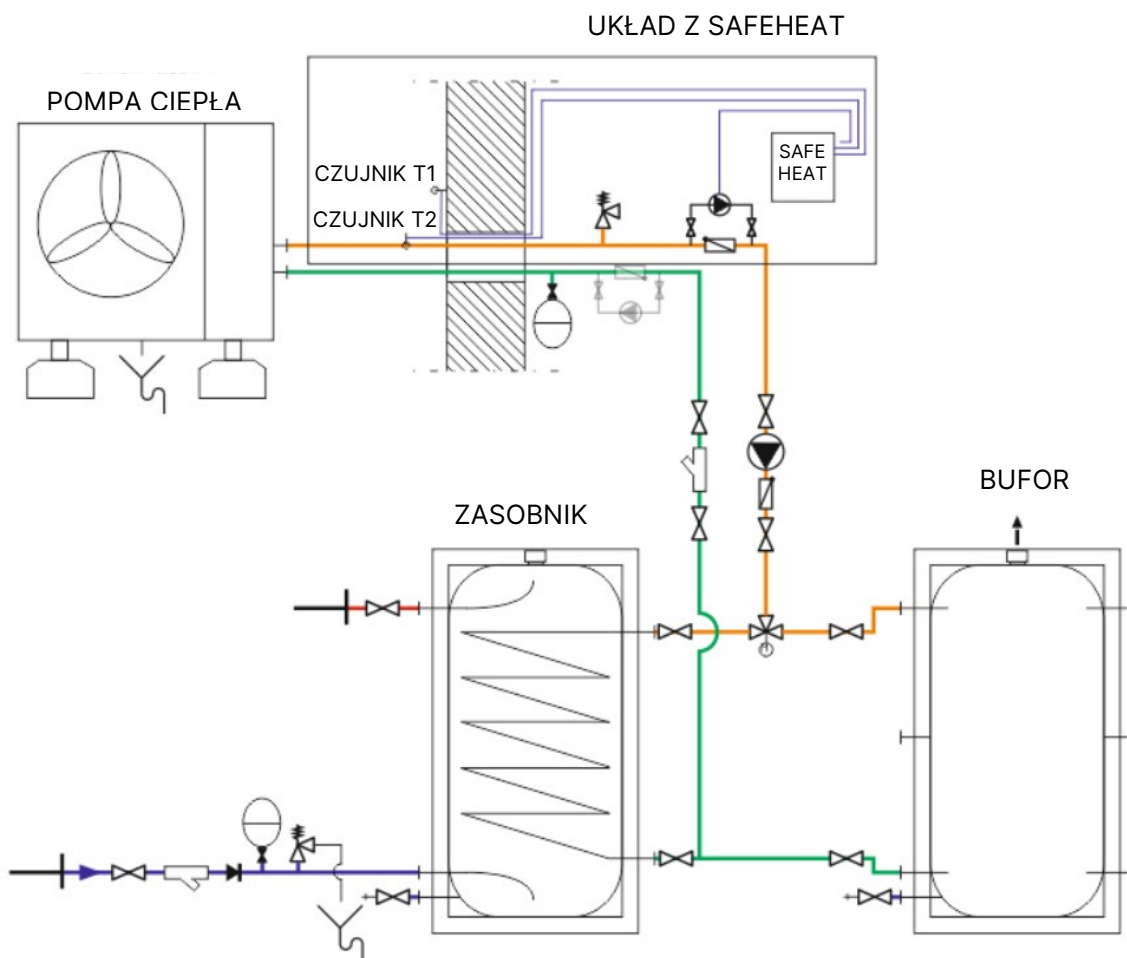 UKŁAD Z SAFEHEAT
POMPA CIEPŁA
SAFE
HEAT
CZUJNIK T1
CZUJNIK T2
BUFOR
ZASOBNIK